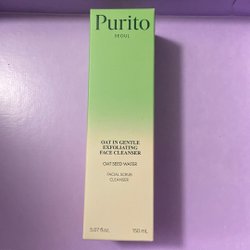 Purito
SEOUL
OAT IN GENTLE
EXFOLIATING
FACE CLEANSER
OAT SEED WATER
FACIAL SCRUB
CLEANSER
5.07 fl.oz.    150 mL